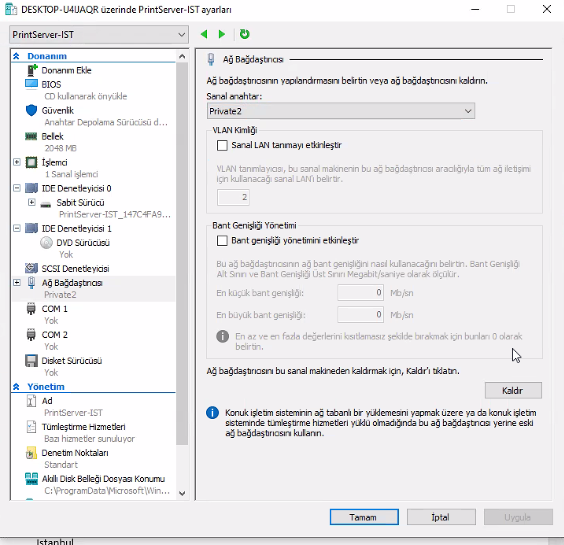 DESKTOP-U4UAQR üzerinde PrintServer-IST ayarları
PrintServer-IST
Donanım
Donanım Ekle
BIOS
CD kullanarak önyükle
Güvenlik
Anahtar Depolama Sürücüsü d...
Bellek
2048 MB
İşlemci
1 Sanal işlemci
IDE Denetleyicisi 0
Sabit Sürücü
PrintServer-IST_147C4FA9...
IDE Denetleyicisi 1
DVD Sürücüsü
Yok
SCSI Denetleyicisi
Ağ Bağdaştırıcısı
Private2
COM 1
Yok
COM 2
Yok
Disket Sürücüsü
Yok
Yönetim
Ad
PrintServer-IST
Tümleştirme Hizmetleri
Bazı hizmetler sunuluyor
Denetim Noktaları
Standart
Akıllı Disk Belleği Dosyası Konumu
C:\ProgramData\Microsoft\Win...
Ağ Bağdaştırıcısı
Ağ bağdaştırıcısının yapılandırmasını belirtin veya ağ bağdaştırıcısını kaldırın.
Sanal anahtar:
Private2
VLAN Kimliği
Sanal LAN tanımayı etkinleştir
VLAN tanımlayıcısı, bu sanal makinenin bu ağ bağdaştırıcısı aracılığıyla tüm ağ iletişimi
için kullanacağı sanal LAN'ı belirtir.
2
Bant Genişliği Yönetimi
Bant genişliği yönetimini etkinleştir
Bu ağ bağdaştırıcısının ağ bant genişliğini nasıl kullanacağını belirtin. Bant Genişliği
Alt Sınırı ve Bant Genişliği Üst Sınırı Megabit/saniye olarak ölçülür.
En küçük bant genişliği: 0 Mb/sn
En büyük bant genişliği: 0 Mb/sn
En az ve en fazla değerlerini kısıtlamasız şekilde bırakmak için bunları 0 olarak
belirtin.
Ağ bağdaştırıcısını bu sanal makineden kaldırmak için, Kaldır'ı tıklatın.
Kaldır
Konuk işletim sisteminin ağ tabanlı bir yüklemesini yapmak üzere ya da konuk işletim
sisteminde tümleştirme hizmetleri yüklü olmadığında bu ağ bağdaştırıcısı yerine eski
ağ bağdaştırıcısını kullanın.
Tamam
İptal
Uygula
İstanbul